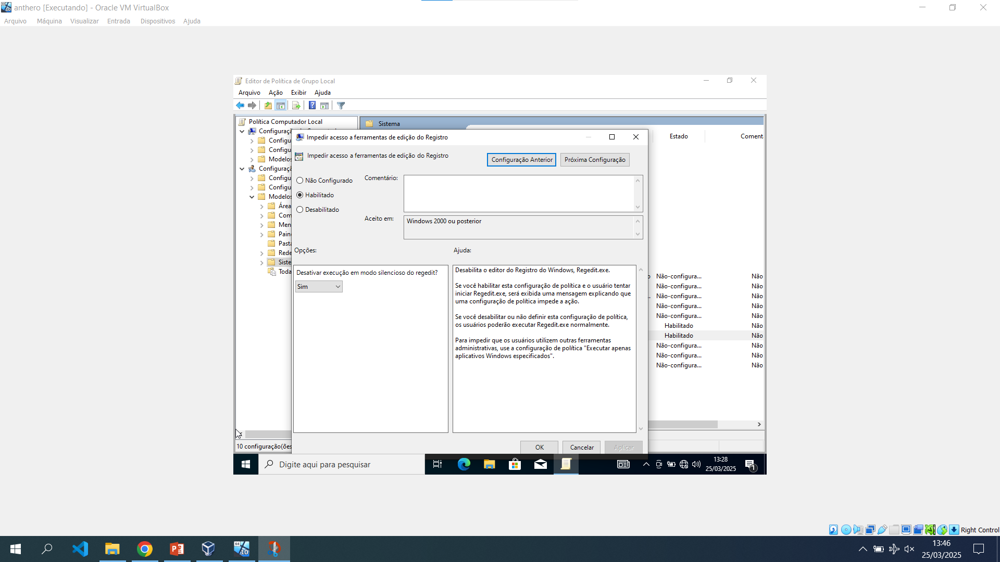 anthero [Executando] - Oracle VM VirtualBox
Arquivo Máquina Visualizar Entrada Dispositivos Ajuda
Editor de Política de Grupo Local
Arquivo Ação Exibir Ajuda
Política Computador Local
Sistema
Configuraçã
Configu
Configu
Modelos
Configuraçã
Configu
Configu
Modelos
Área
Com
Men
Pain
Pasta
Rede
Siste
Toda
Estado Coment
Impedir acesso a ferramentas de edição do Registro
Impedir acesso a ferramentas de edição do Registro
Configuração Anterior Próxima Configuração
Não Configurado
Habilitado
Desabilitado
Comentário:
Aceito em:
Windows 2000 ou posterior
Opções:
Ajuda:
Desativar execução em modo silencioso do regedit?
Sim
Desabilita o editor do Registro do Windows, Regedit.exe.
Se você habilitar esta configuração de política e o usuário tentar
iniciar Regedit.exe, será exibida uma mensagem explicando que
uma configuração de política impede a ação.
Se você desabilitar ou não definir esta configuração de política,
os usuários poderão executar Regedit.exe normalmente.
Para impedir que os usuários utilizem outras ferramentas
administrativas, use a configuração de política "Executar apenas
aplicativos Windows especificados".
Não-configura... Não
Não-configura... Não
Não-configura... Não
Não-configura... Não
Não-configura... Não
Habilitado Não
Habilitado Não
Não-configura... Não
Não-configura... Não
Não-configura... Não
OK Cancelar Aplicar
10 configuração(ões
Digite aqui para pesquisar
13:28
25/03/2025
1
Right Control
13:46
25/03/2025